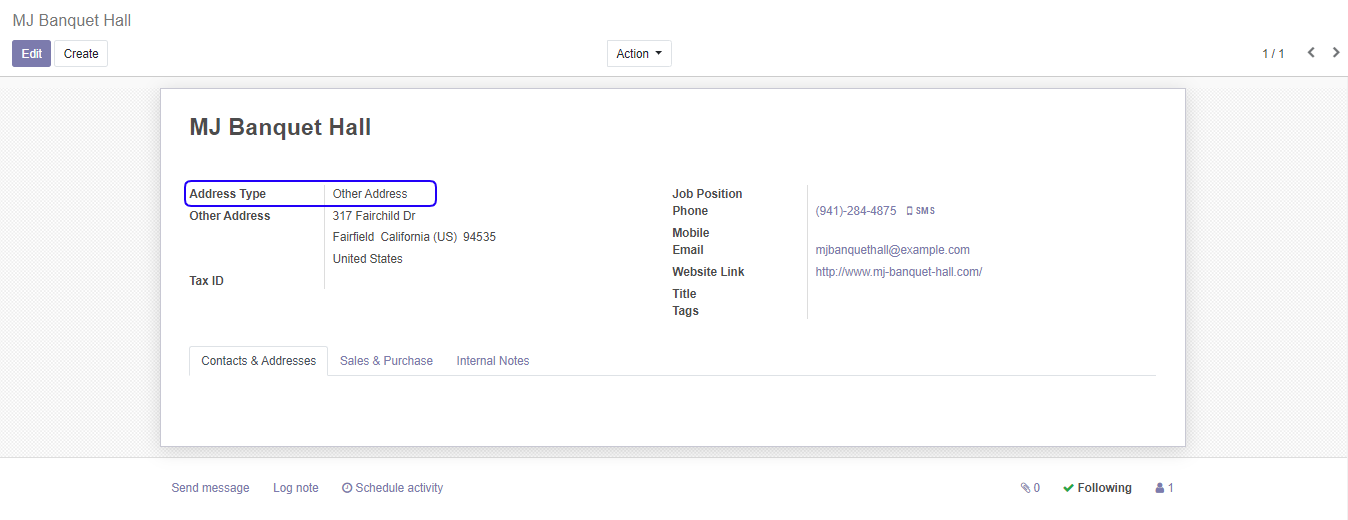 MJ Banquet Hall
Edit Create Action 1 / 1
MJ Banquet Hall
Address Type Other Address
Other Address 317 Fairchild Dr
Fairfield California (US) 94535
United States
Tax ID
Job Position
Phone (941)-284-4875 SMS
Mobile
Email mjbanquethall@example.com
Website Link http://www.mj-banquet-hall.com/
Title
Tags
Contacts & Addresses Sales & Purchase Internal Notes
Send message Log note Schedule activity 0 Following 1